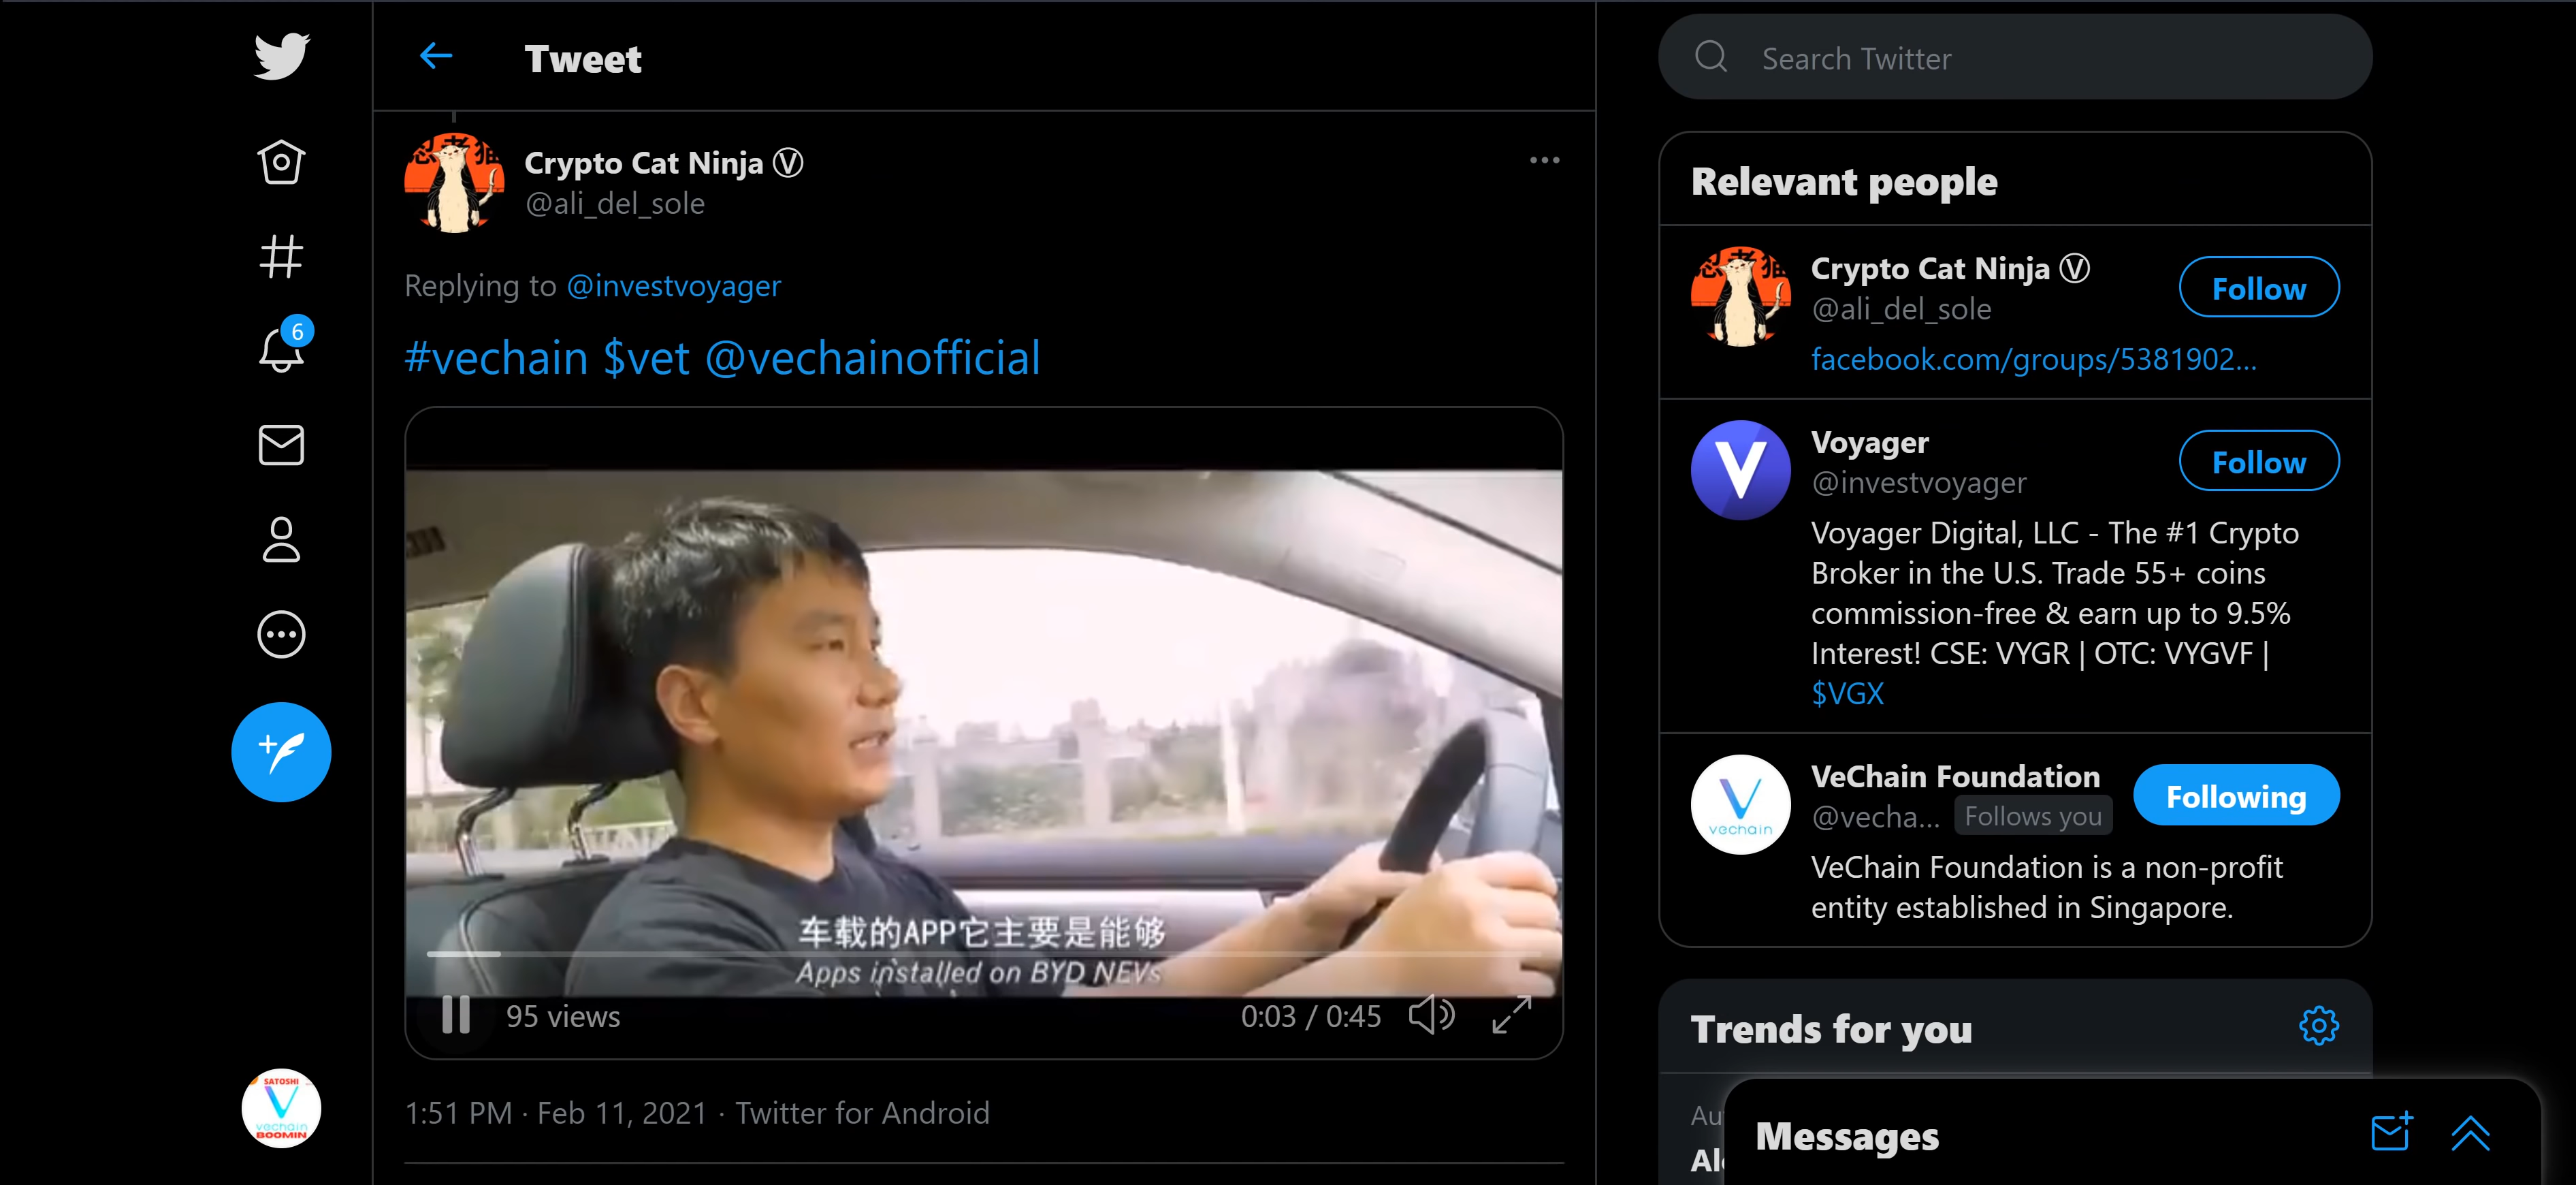 Tweet
Crypto Cat Ninja Ⓥ
@ali_del_sole
Replying to @investvoyager
#vechain $vet @vechainofficial
车载的APP它主要是能够
Apps installed on BYD NEVs
95 views
0:03 / 0:45
1:51 PM · Feb 11, 2021 · Twitter for Android
6
SATOSHI
vechain
BOOMIN
Search Twitter
Relevant people
Crypto Cat Ninja Ⓥ
Follow
@ali_del_sole
facebook.com/groups/5381902...
Voyager
Follow
@investvoyager
Voyager Digital, LLC - The #1 Crypto
Broker in the U.S. Trade 55+ coins
commission-free & earn up to 9.5%
Interest! CSE: VYGR | OTC: VYGVF |
$VGX
vechain
VeChain Foundation
Following
@vecha... Follows you
VeChain Foundation is a non-profit
entity established in Singapore.
Trends for you
Messages